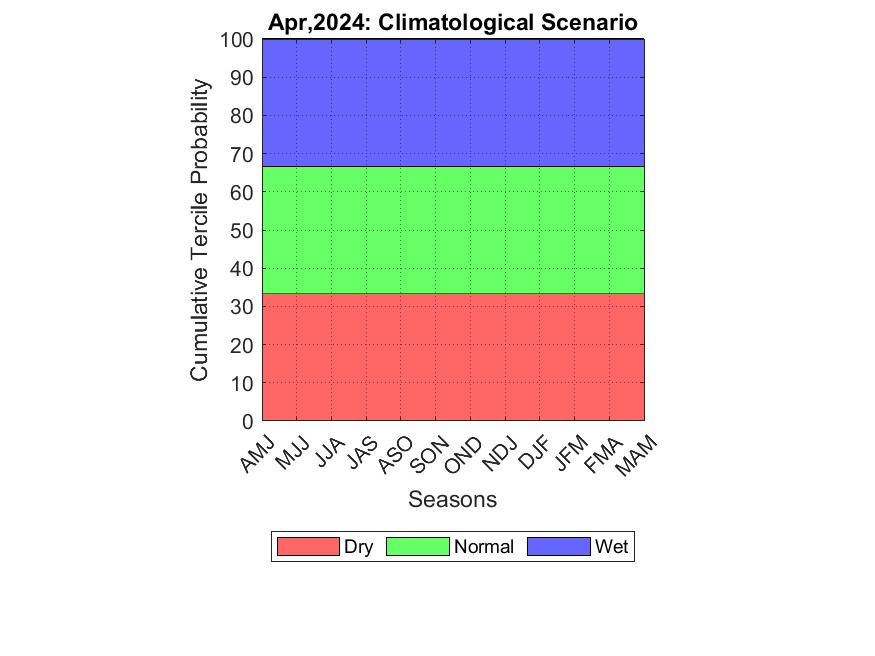 Apr,2024: Climatological Scenario
100
90
80
70
60
50
40
30
20
10
0
Cumulative Tercile Probability
AMJ MJJ JJA JAS ASO SON OND NDJ DJF JFM FMA MAM
Seasons
Dry Normal Wet